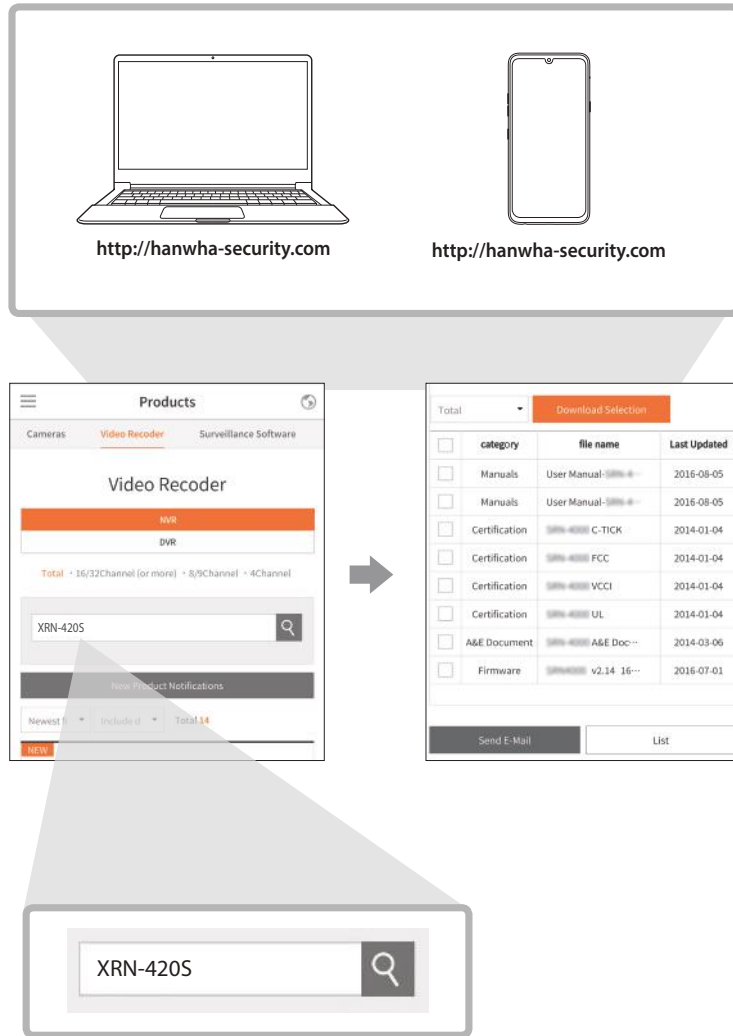 http://hanwha-security.com
http://hanwha-security.com
Products
Cameras Video Recoder Surveillance Software
Video Recoder
NVR
DVR
Total • 16/32Channel (or more) • 8/9Channel • 4Channel
XRN-420S
New Product Notifications
Newest fi Include d Total 14
NEW
Total Download Selection
category file name Last Updated
Manuals User Manual- 2016-08-05
Manuals User Manual- 2016-08-05
Certification C-TICK 2014-01-04
Certification FCC 2014-01-04
Certification VCCI 2014-01-04
Certification UL 2014-01-04
A&E Document A&E Doc··· 2014-03-06
Firmware v2.14 16··· 2016-07-01
Send E-Mail List
XRN-420S